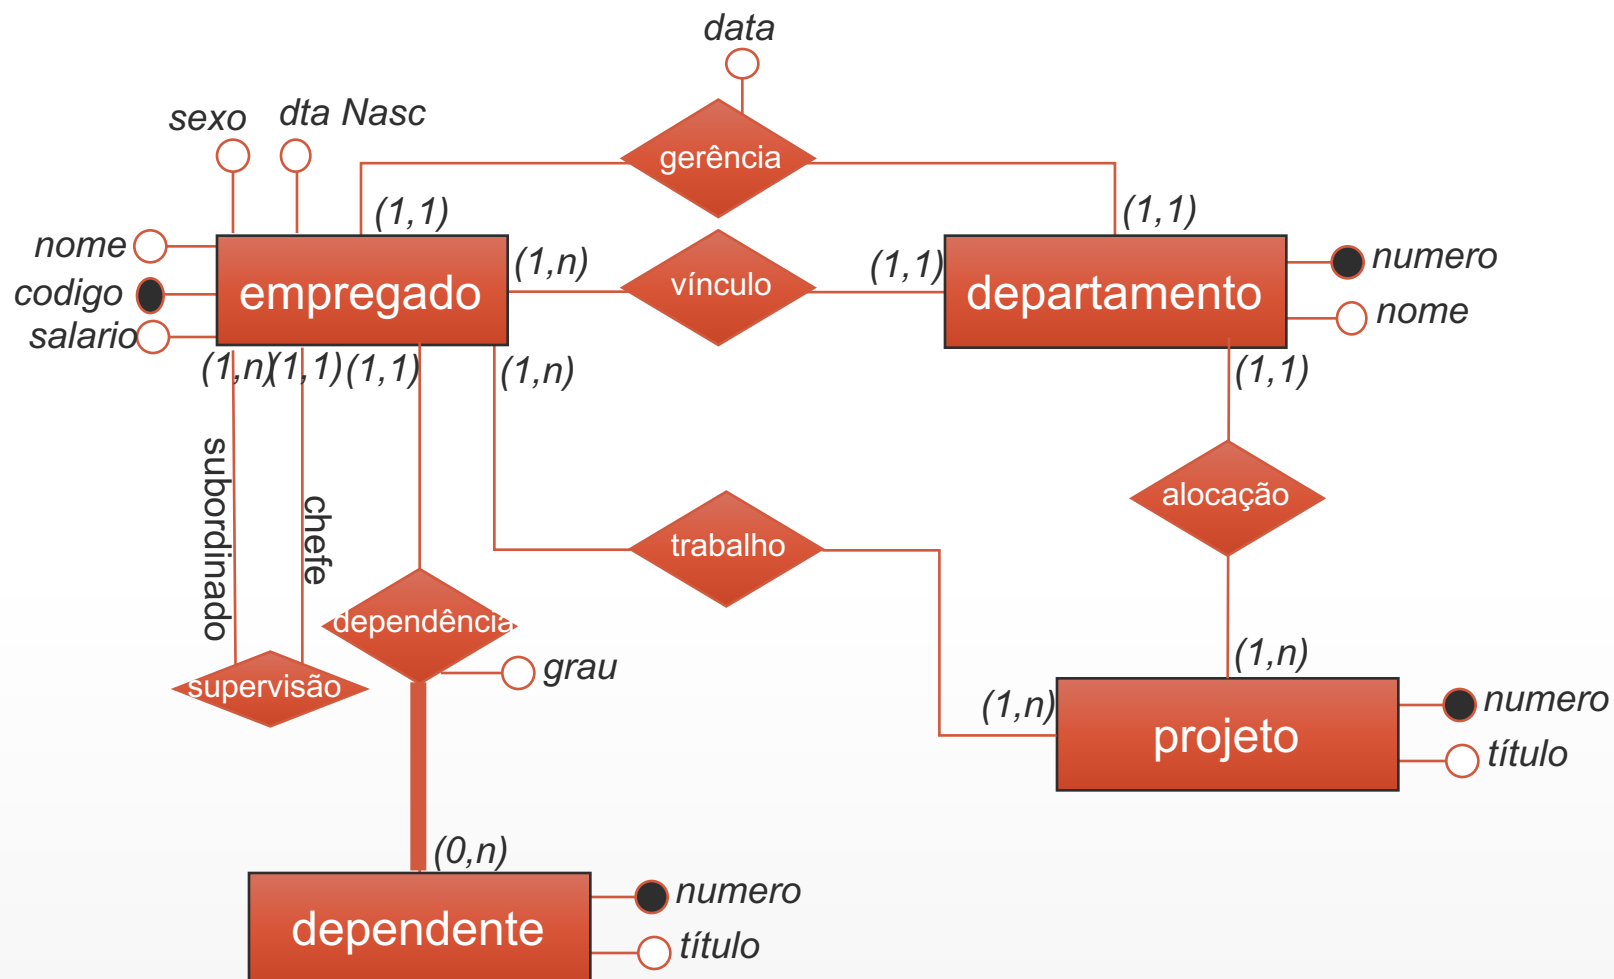 data
sexo
dta Nasc
gerência
(1,1)
(1,1)
nome
empregado
(1,n)
vínculo
(1,1)
departamento
numero
codigo
nome
salario
(1,n)
(1,1)
(1,1)
(1,n)
(1,1)
subordinado
chefe
alocação
trabalho
dependência
supervisão
grau
(1,n)
(1,n)
projeto
numero
título
(0,n)
dependente
numero
título